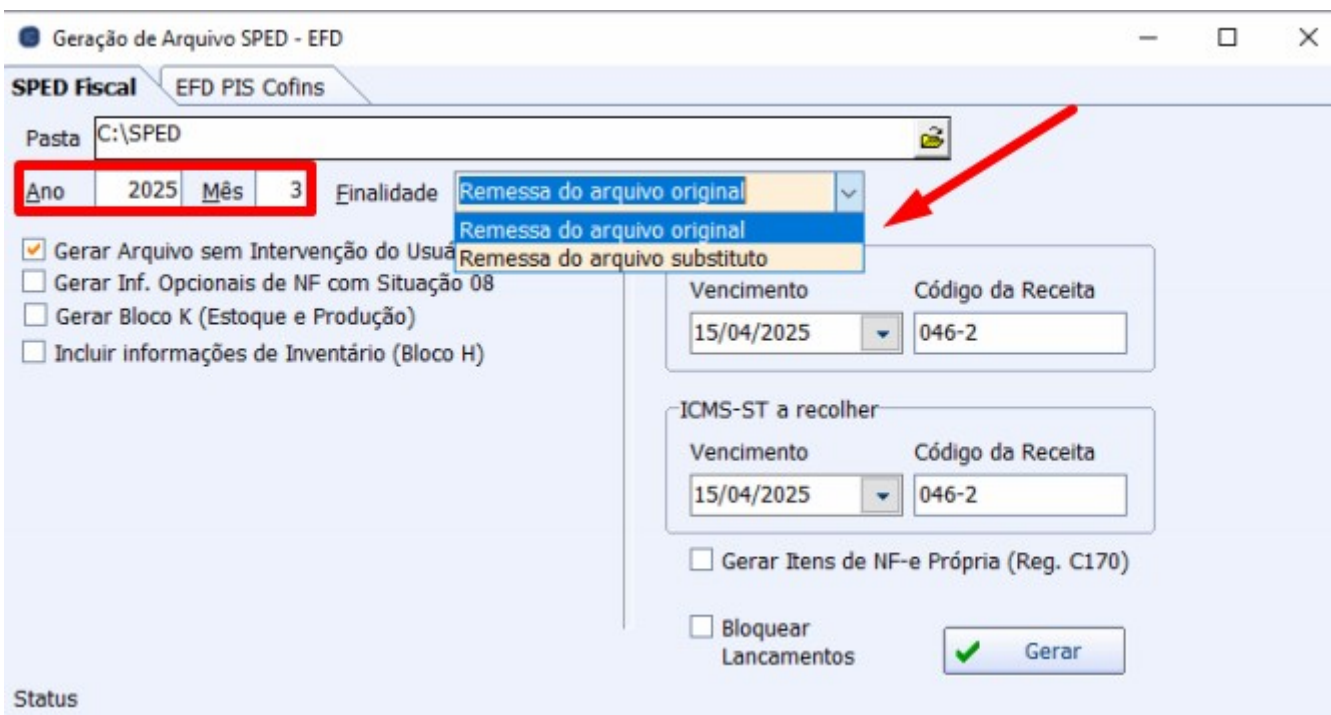 Geração de Arquivo SPED - EFD
SPED Fiscal EFD PIS Cofins
Pasta C:\SPED
Ano 2025 Mês 3 Finalidade Remessa do arquivo original
Remessa do arquivo original
Remessa do arquivo substituto
Gerar Arquivo sem Intervenção do Usuá
Gerar Inf. Opcionais de NF com Situação 08
Gerar Bloco K (Estoque e Produção)
Incluir informações de Inventário (Bloco H)
Vencimento Código da Receita
15/04/2025 046-2
ICMS-ST a recolher
Vencimento Código da Receita
15/04/2025 046-2
Gerar Itens de NF-e Própria (Reg. C170)
Bloquear
Lancamentos
Gerar
Status